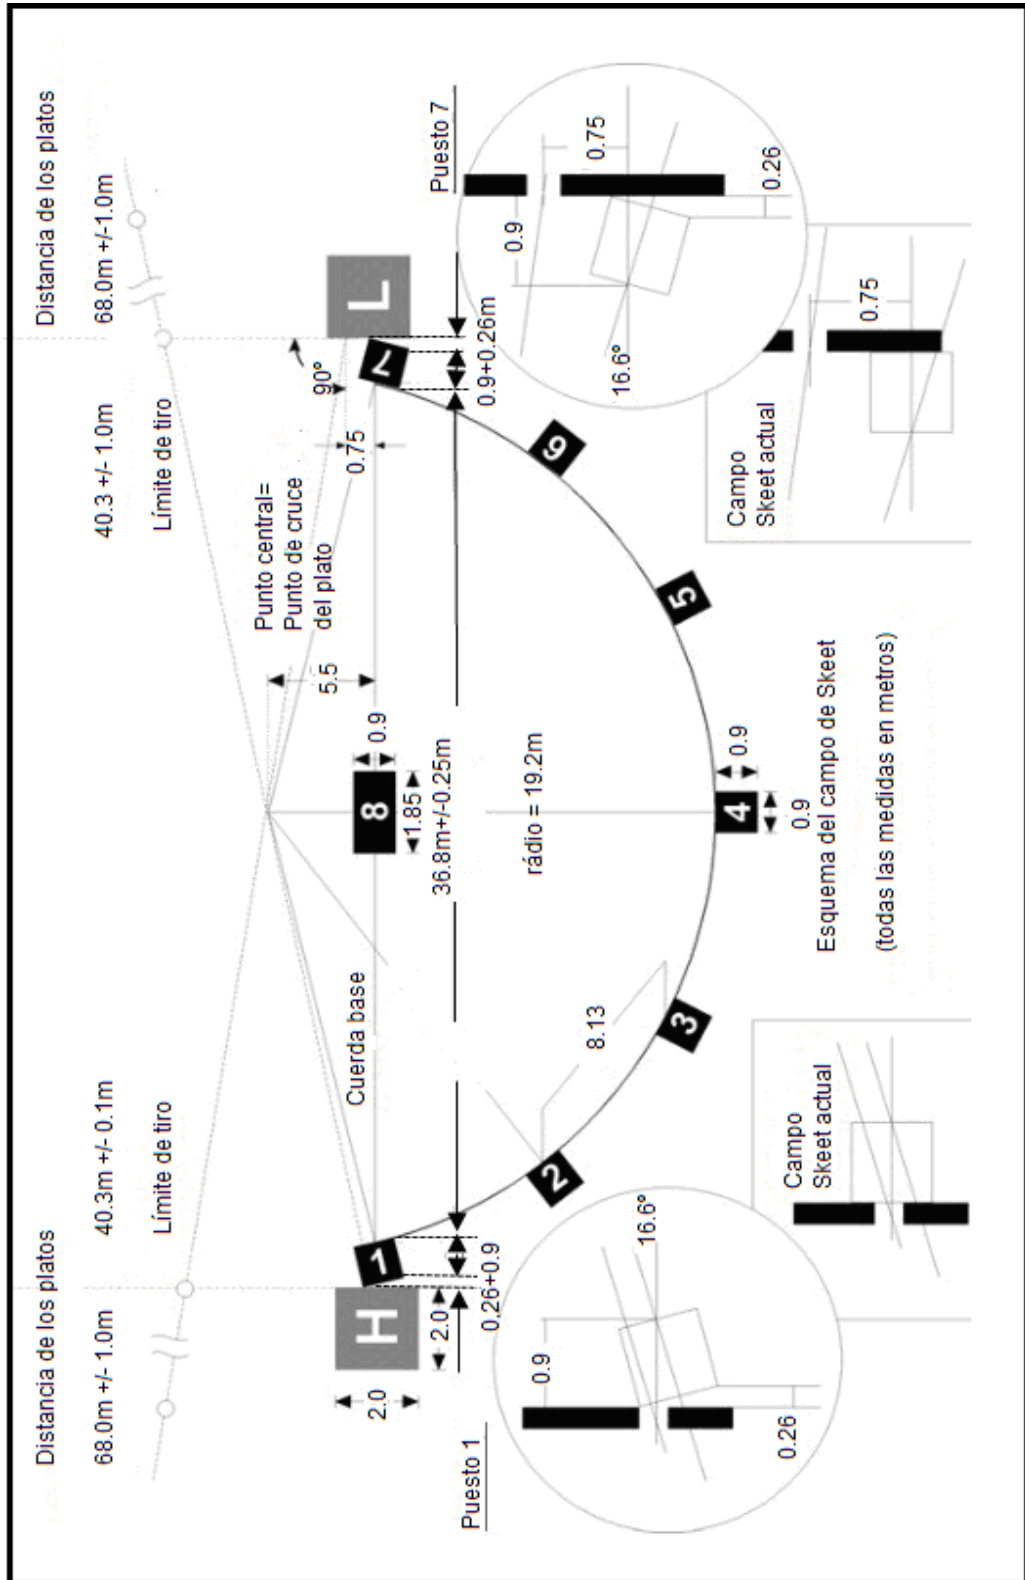 Distancia de los platos
68.0m +/- 1.0m
40.3m +/- 0.1m
Límite de tiro
Distancia de los platos
68.0m +/-1.0m
40.3 +/- 1.0m
Límite de tiro
Punto central=
Punto de cruce
del plato
90º
0.75
5.5
Cuerda base
H
1
8
7
L
2.0
2.0
0.26+0.9
0.9
1.85
36.8m+/-0.25m
0.9+0.26m
rádio = 19.2m
2
3
4
5
6
8.13
0.9
0.9
Puesto 1
0.9
16.6º
0.26
Campo
Skeet actual
Puesto 7
0.9
0.75
16.6º
0.26
Campo
Skeet actual
0.75
Esquema del campo de Skeet
(todas las medidas en metros)